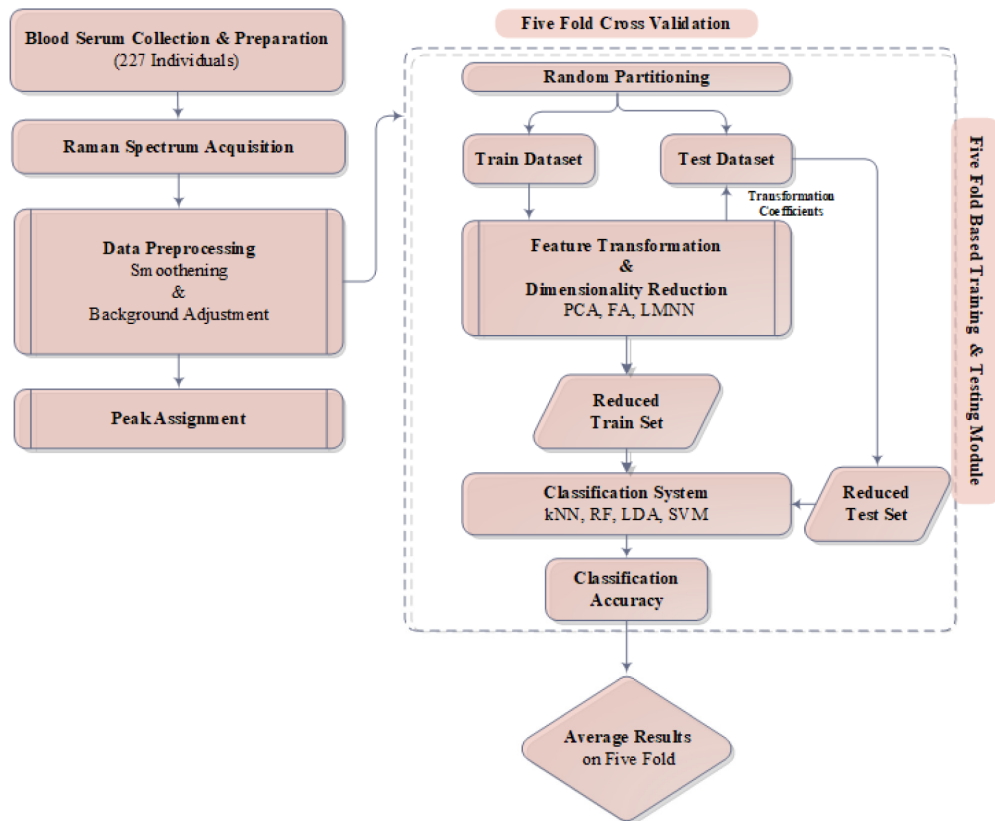 Blood Serum Collection & Preparation
(227 Individuals)
Raman Spectrum Acquisition
Data Preprocessing
Smoothening
&
Background Adjustment
Peak Assignment
Five Fold Cross Validation
Random Partitioning
Train Dataset
Test Dataset
Transformation
Coefficients
Feature Transformation
&
Dimensionality Reduction
PCA, FA, LMNN
Reduced
Train Set
Classification System
kNN, RF, LDA, SVM
Reduced
Test Set
Classification
Accuracy
Average Results
on Five Fold
Five Fold Based Training & Testing Module